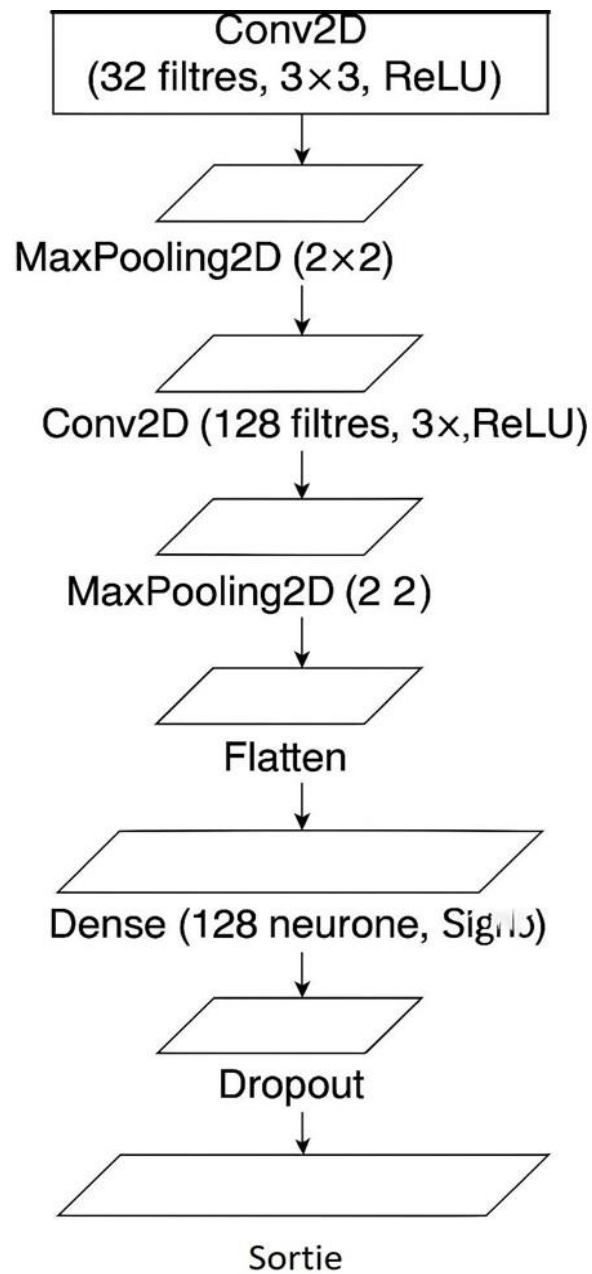 Conv2D
(32 filtres, 3×3, ReLU)
MaxPooling2D (2×2)
Conv2D (128 filtres, 3×,ReLU)
MaxPooling2D (2 2)
Flatten
Dense (128 neurone,
Dropout
Sortie